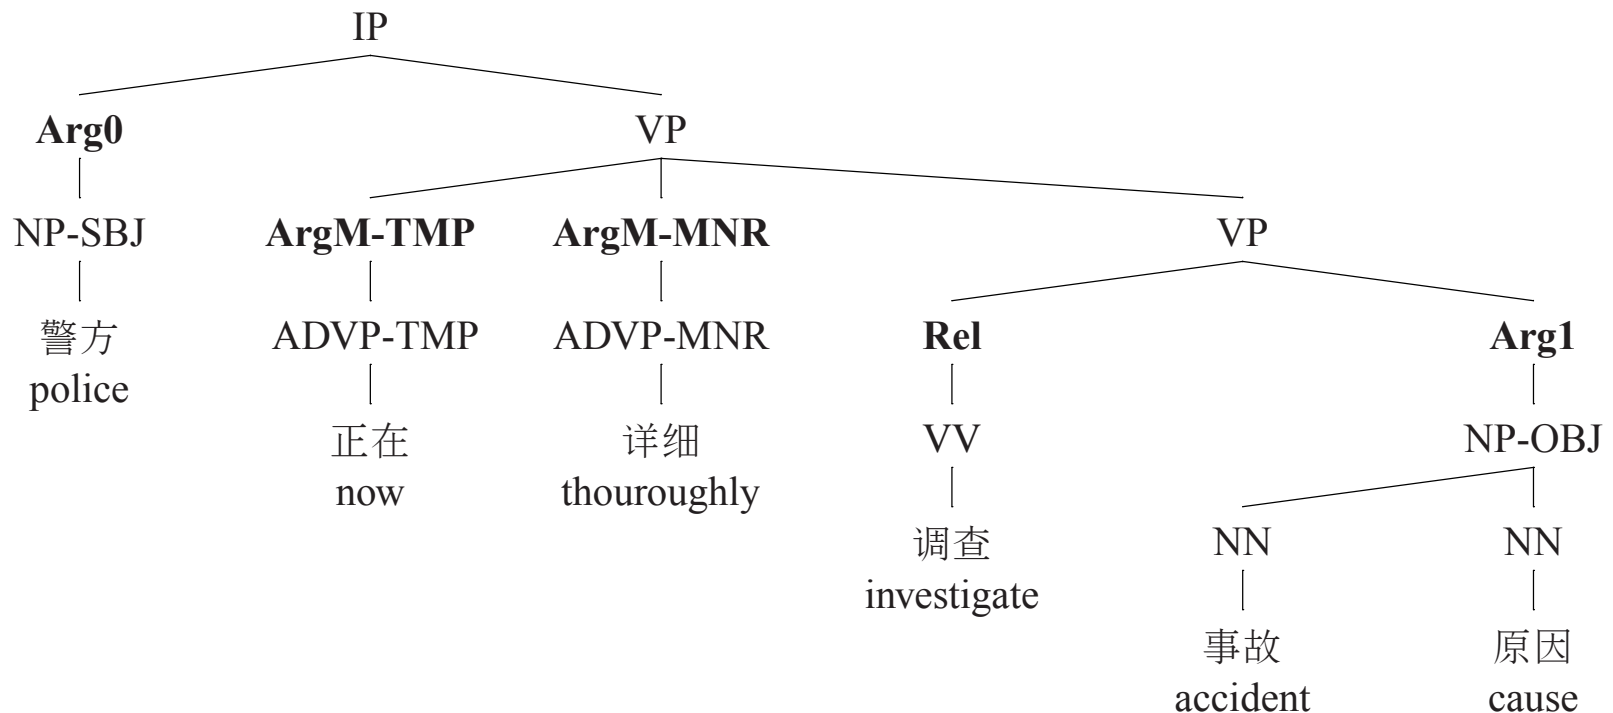 IP
Arg0 VP
NP-SBJ ArgM-TMP ArgM-MNR VP
警方 ADVP-TMP ADVP-MNR Rel Arg1
police
正在 详细 VV NP-OBJ
now thouroughly
调查 NN NN
investigate
事故 原因
accident cause